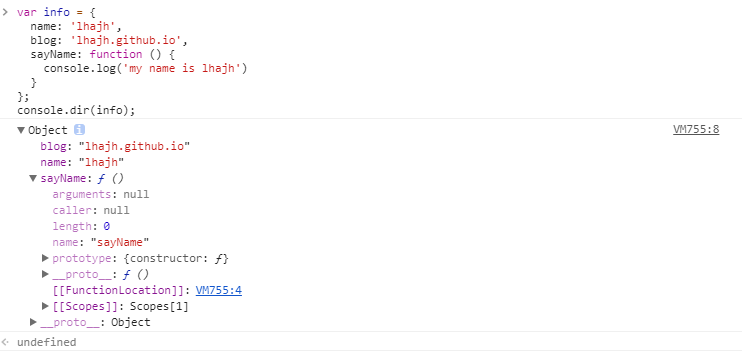 var info = {
  name: 'lhajh',
  blog: 'lhajh.github.io',
  sayName: function () {
    console.log('my name is lhajh')
  }
};
console.dir(info);
Object i VM755:8
blog: "lhajh.github.io"
name: "lhajh"
sayName: ƒ ()
arguments: null
caller: null
length: 0
name: "sayName"
prototype: {constructor: ƒ}
__proto__: ƒ ()
[[FunctionLocation]]: VM755:4
[[Scopes]]: Scopes[1]
__proto__: Object
undefined